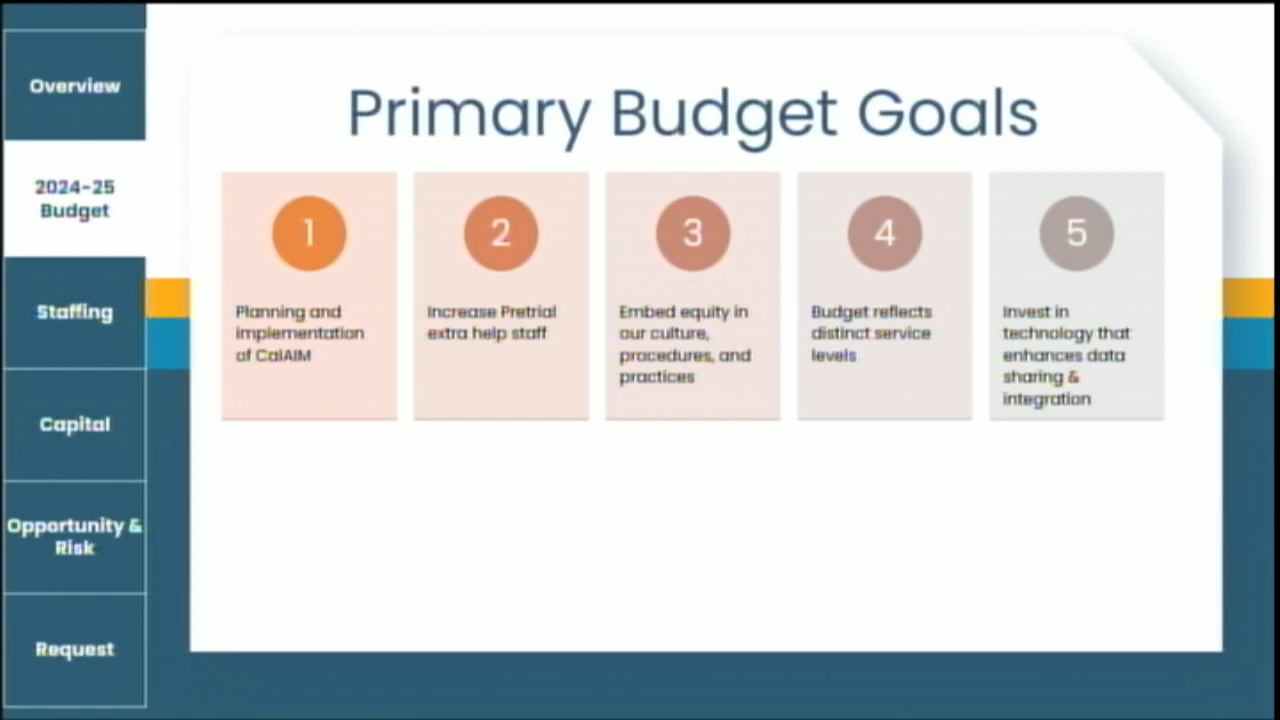 Overview
2024-25
Budget
Staffing
Capital
Opportunity &
Risk
Request
Primary Budget Goals
1
Planning and
implementation
of CalAIM
2
Increase Pretrial
extra help staff
3
Embed equity in
our culture,
procedures, and
practices
4
Budget reflects
distinct service
levels
5
Invest in
technology that
enhances data
sharing &
integration